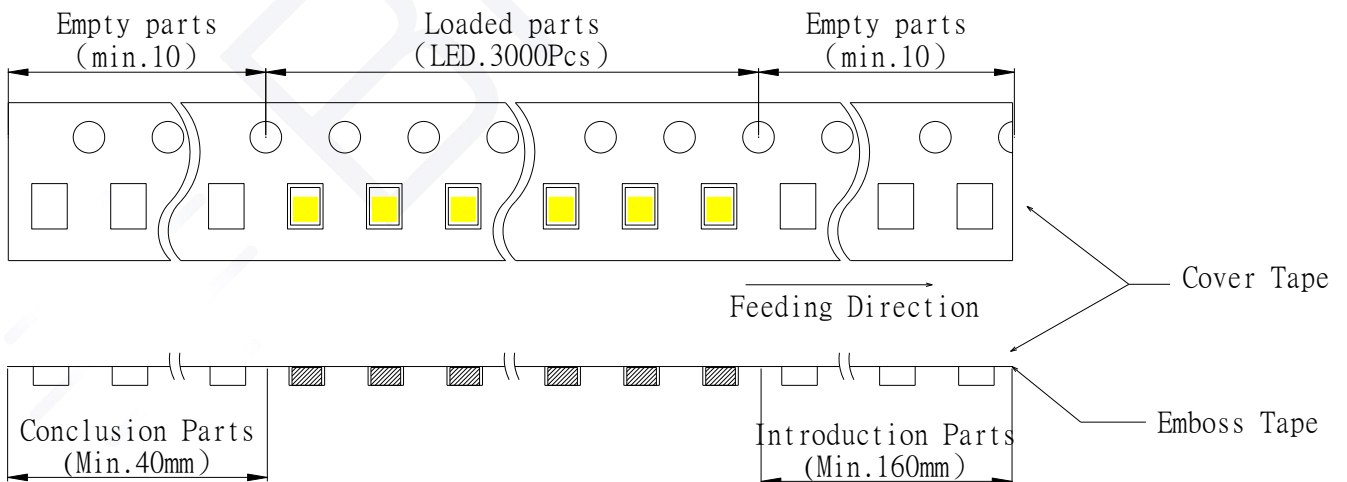 Empty parts
(min.10)
Loaded parts
(LED.3000Pcs)
Empty parts
(min.10)
Feeding Direction
Cover Tape
Conclusion Parts
(Min.40mm)
Introduction Parts
(Min.160mm)
Emboss Tape